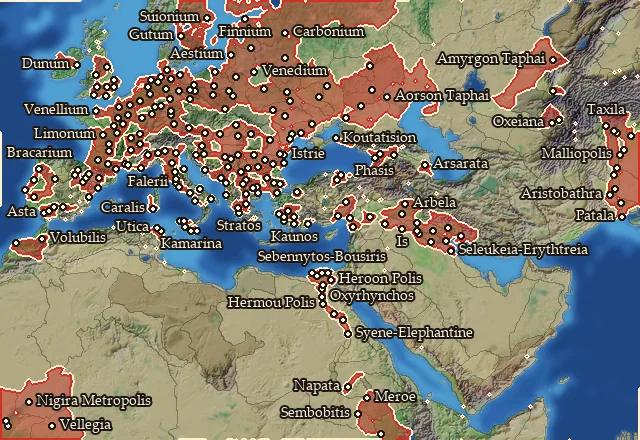 Suionium
Finnium
Carbonium
Gutum
Aestium
Amyrgon Taphai
Dunum
Venedium
Aorson Taphai
Venellium
Taxila
Oxeiana
Limonum
Koutatision
Bracarium
Istrie
Malliopolis
Arsarata
Phasis
Falerii
Aristobathra
Caralis
Arbela
Asta
Patala
Utica
Stratos
Volubilis
Kaunos
Is
Kamarina
Seleukeia-Erythtreia
Sebennytos-Bousiris
Heroon Polis
Oxyrhynchos
Hermou Polis
Syene-Elephantine
Napata
Meroe
Nigira Metropolis
Sembobitis
Vellegia